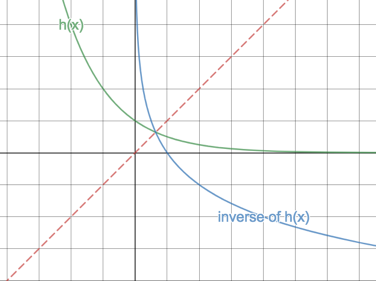 h(x)
inverse of h(x)